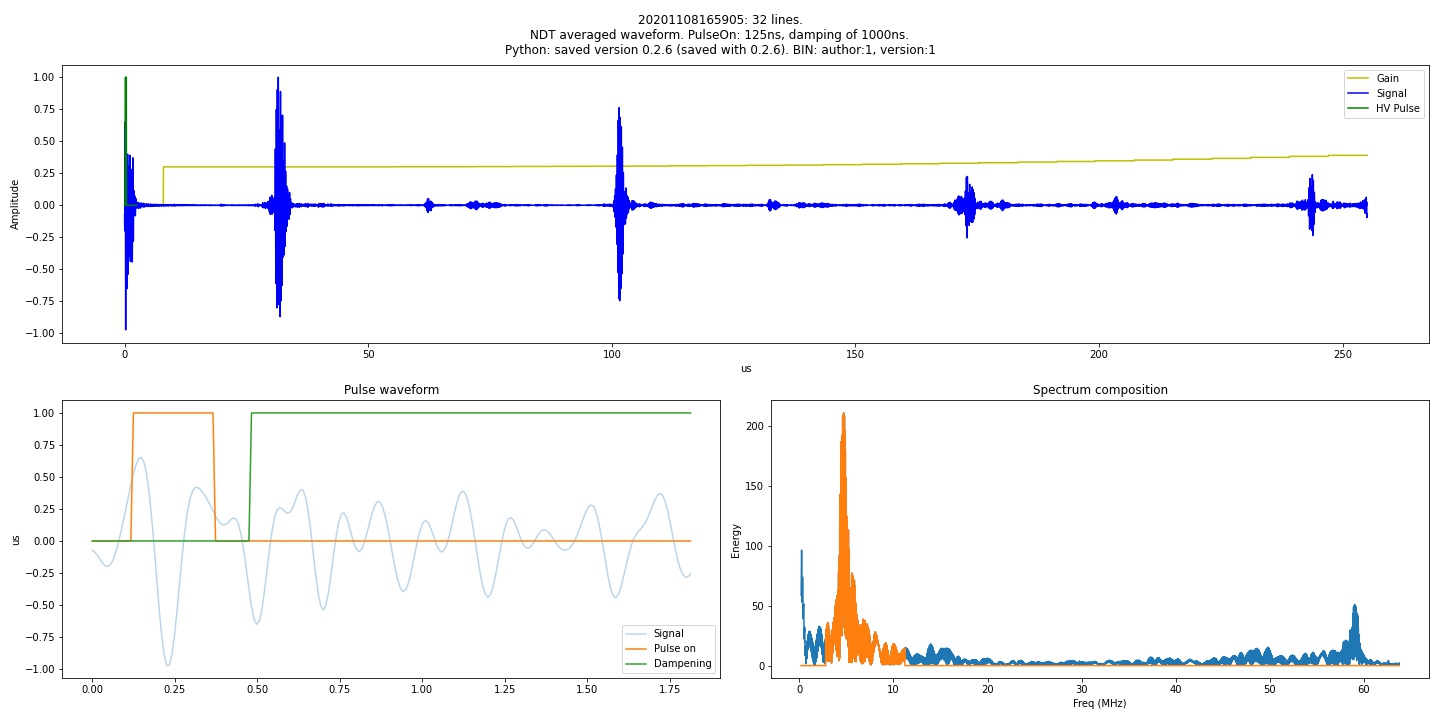 20201108165905: 32 lines.
NDT averaged waveform. PulseOn: 125ns, damping of 1000ns.
Python: saved version 0.2.6 (saved with 0.2.6). BIN: author:1, version:1
1.00
0.75
0.50
0.25
0.00
−0.25
−0.50
−0.75
−1.00
Amplitude
Gain
Signal
HV Pulse
0 50 100 150 200 250
us
Pulse waveform
1.00
0.75
0.50
0.25
0.00
−0.25
−0.50
−0.75
−1.00
us
Signal
Pulse on
Dampening
0.00 0.25 0.50 0.75 1.00 1.25 1.50 1.75
Spectrum composition
200
150
100
50
0
Energy
0 10 20 30 40 50 60
Freq (MHz)